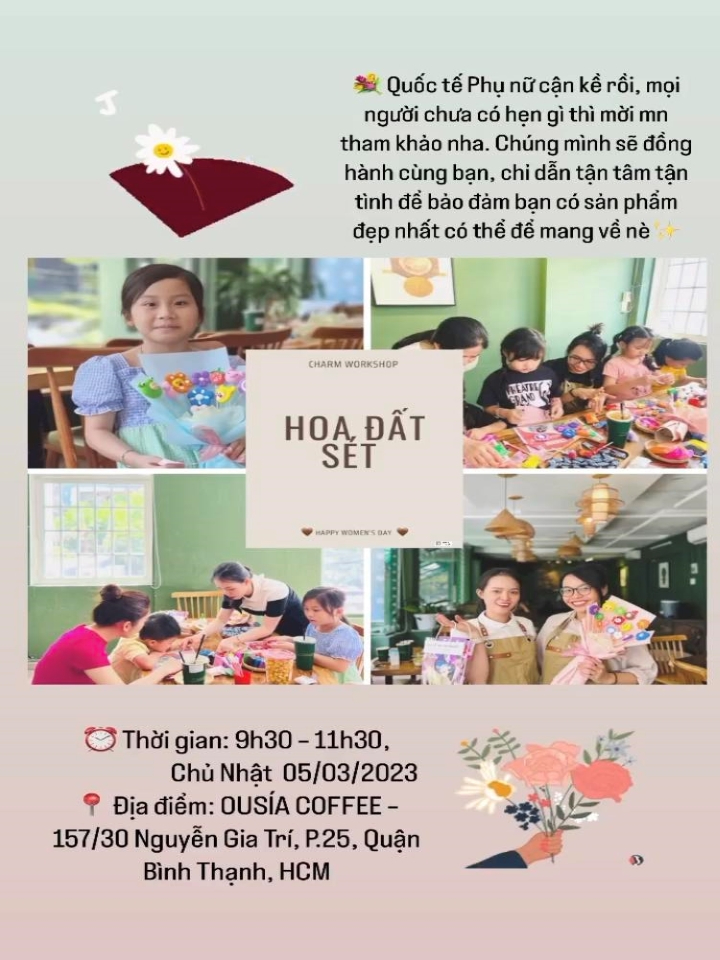 💐 Quốc tế Phụ nữ cận kề rồi, mọi
người chưa có hẹn gì thì mời mn
tham khảo nha. Chúng mình sẽ đồng
hành cùng bạn, chỉ dẫn tận tâm tận
tình để bảo đảm bạn có sản phẩm
đẹp nhất có thể để mang về nè ✨
CHARM WORKSHOP
HOA ĐẤT
SÉT
🤎 HAPPY WOMEN'S DAY 🤎
⏰ Thời gian: 9h30 – 11h30,
Chủ Nhật 05/03/2023
📍 Địa điểm: OUSÍA COFFEE –
157/30 Nguyễn Gia Trí, P.25, Quận
Bình Thạnh, HCM